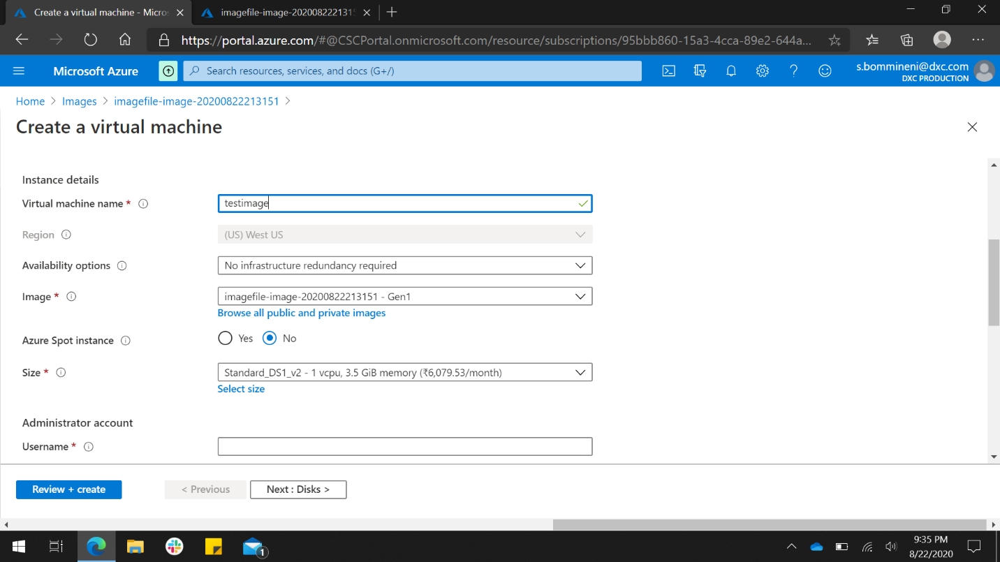 Create a virtual machine - Micros
imagefile-image-20200822213151
https://portal.azure.com/#@CSCPortal.onmicrosoft.com/resource/subscriptions/95bbb860-15a3-4cca-89e2-644a...
Microsoft Azure
Search resources, services, and docs (G+/)
s.bommineni@dxc.com
DXC PRODUCTION
Home > Images > imagefile-image-20200822213151 >
Create a virtual machine
Instance details
Virtual machine name *
testimage
Region
(US) West US
Availability options
No infrastructure redundancy required
Image *
imagefile-image-20200822213151 - Gen1
Browse all public and private images
Azure Spot instance
Yes No
Size *
Standard_DS1_v2 - 1 vcpu, 3.5 GiB memory (₹6,079.53/month)
Select size
Administrator account
Username *
Review + create
< Previous
Next : Disks >
1
9:35 PM
8/22/2020